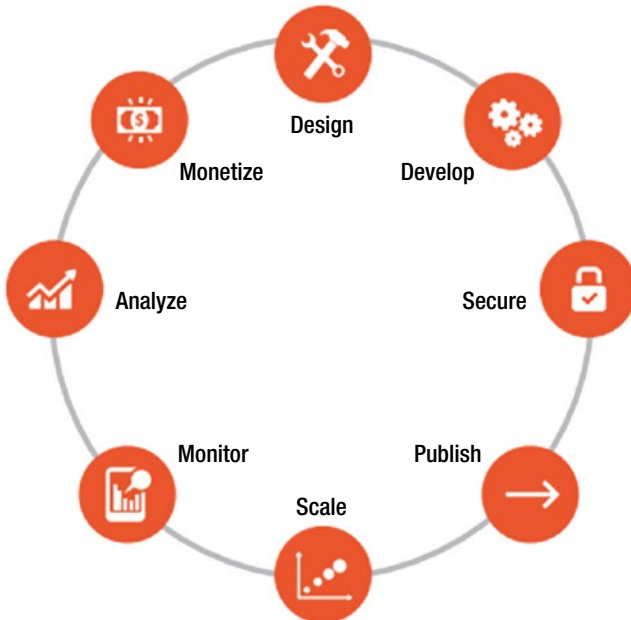 Design
Develop
Secure
Publish
Scale
Monitor
Analyze
Monetize
$